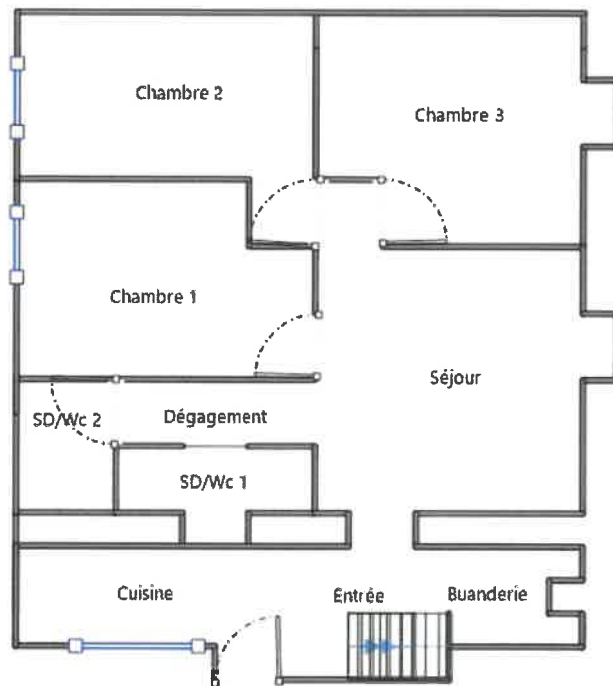 Chambre 2
Chambre 3
Chambre 1
Séjour
SD/Wc 2
Dégagement
SD/Wc 1
Cuisine
Entrée
Buanderie